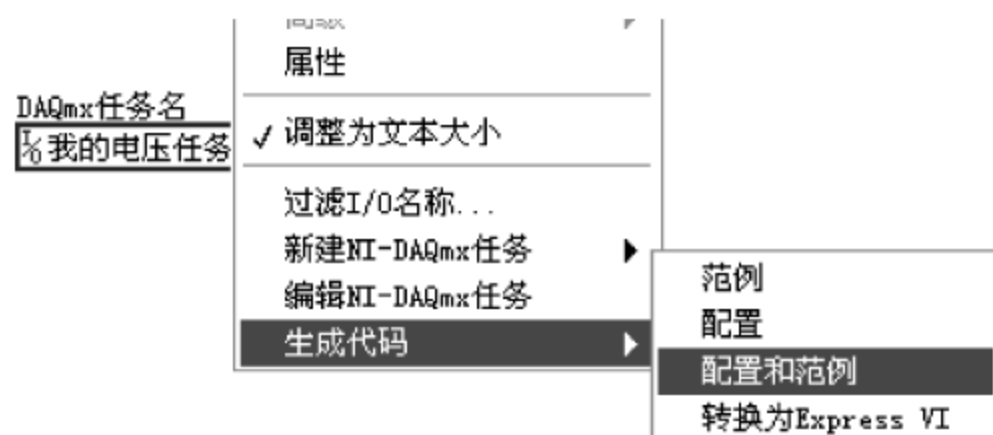 属性
DAQmx任务名
调整为文本大小
我的电压任务
过滤I/O名称...
新建NI-DAQmx任务
编辑NI-DAQmx任务
生成代码
范例
配置
配置和范例
转换为Express VI